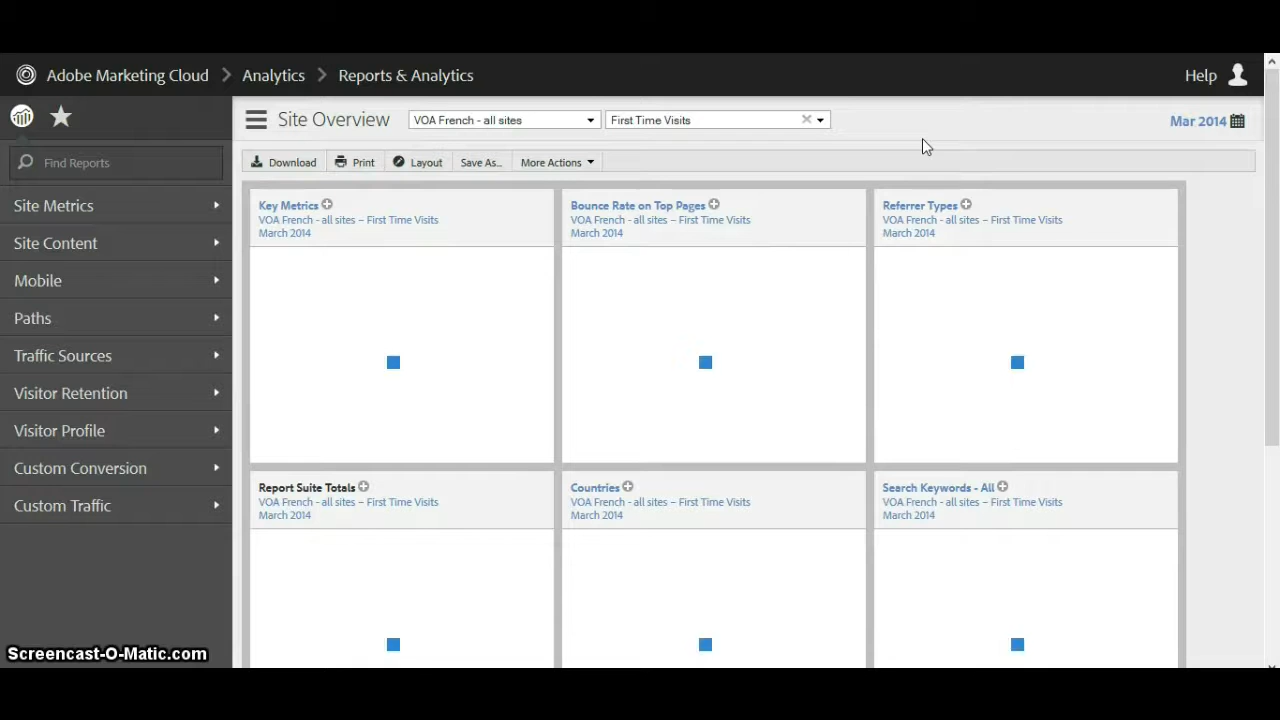 Adobe Marketing Cloud > Analytics > Reports & Analytics
Help
Find Reports
Site Metrics
Site Content
Mobile
Paths
Traffic Sources
Visitor Retention
Visitor Profile
Custom Conversion
Custom Traffic
Site Overview
VOA French - all sites
First Time Visits
Mar 2014
Download
Print
Layout
Save As...
More Actions
Key Metrics
VOA French - all sites – First Time Visits
March 2014
Bounce Rate on Top Pages
VOA French - all sites – First Time Visits
March 2014
Referrer Types
VOA French - all sites – First Time Visits
March 2014
Report Suite Totals
VOA French - all sites – First Time Visits
March 2014
Countries
VOA French - all sites – First Time Visits
March 2014
Search Keywords - All
VOA French - all sites – First Time Visits
March 2014
Screencast-O-Matic.com